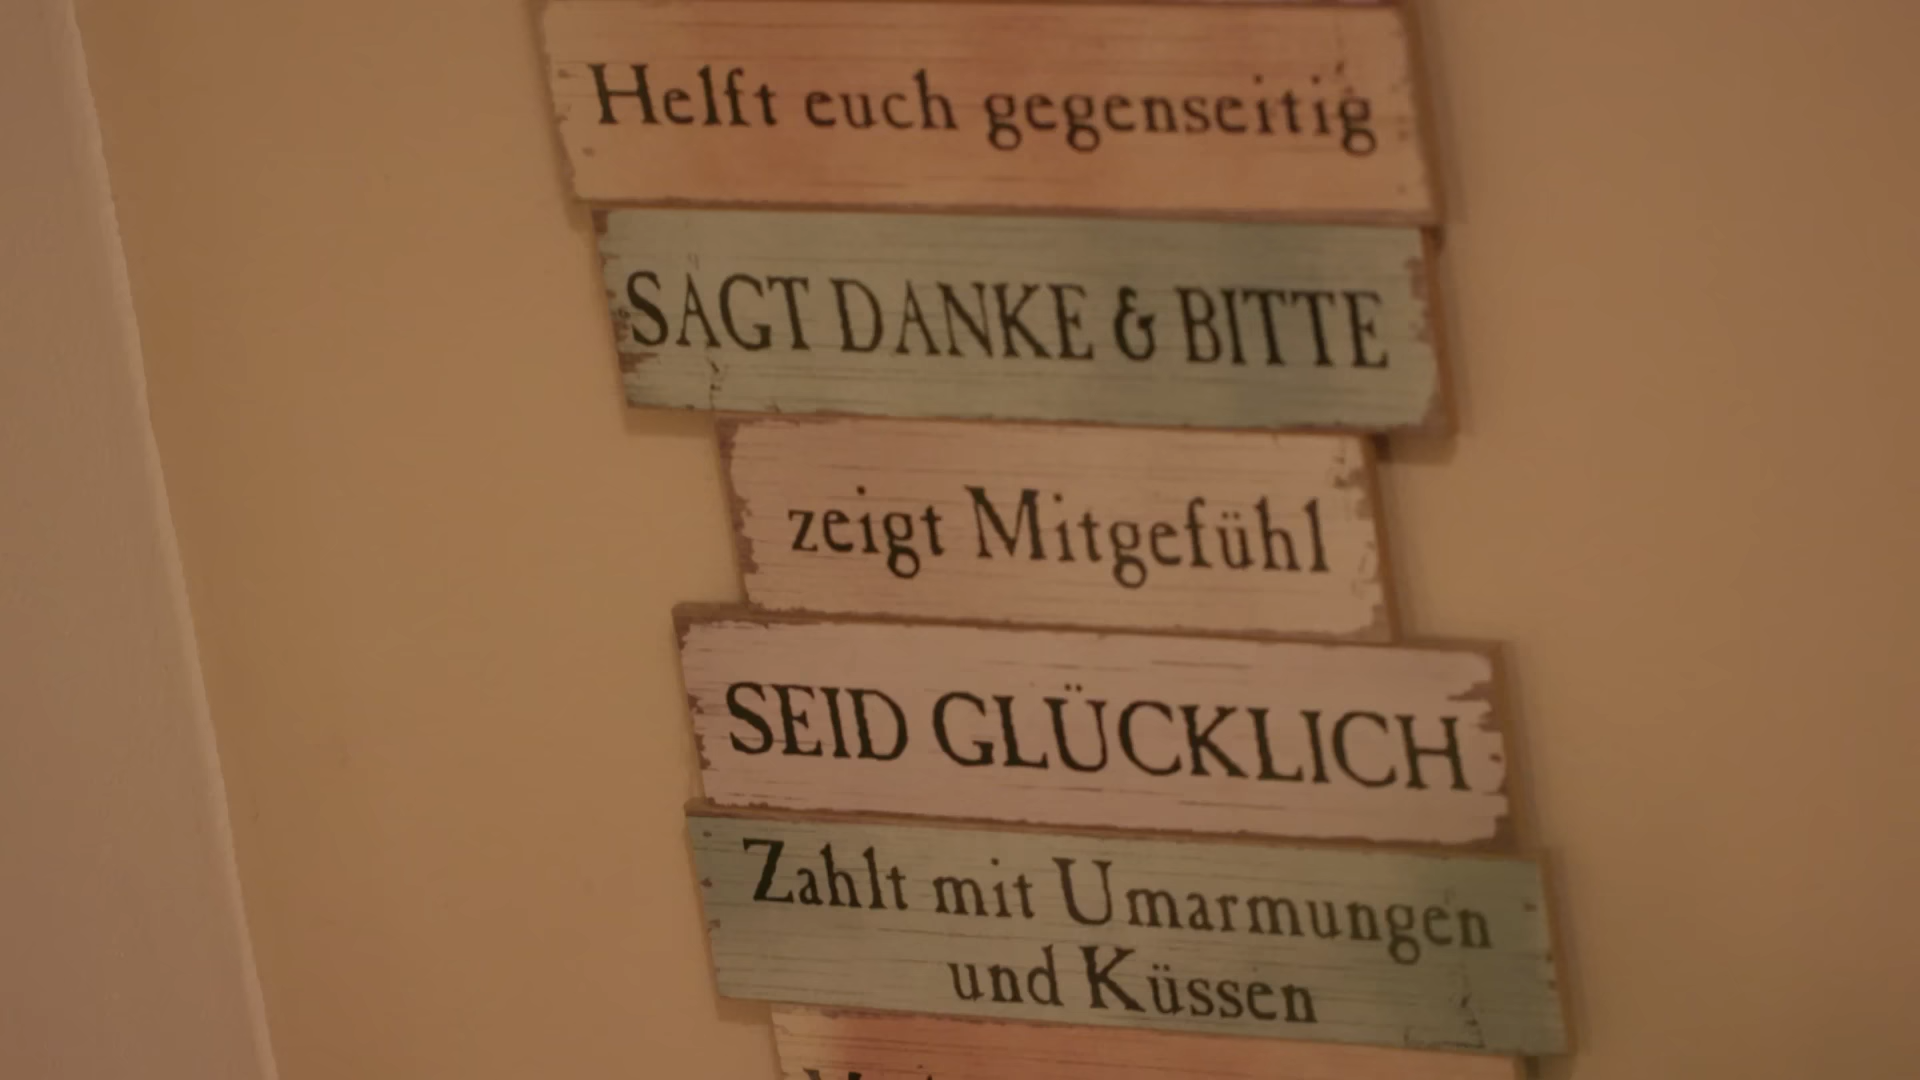 Helft euch gegenseitig
SAGT DANKE & BITTE
zeigt Mitgefühl
SEID GLÜCKLICH
Zahlt mit Umarmungen
und Küssen